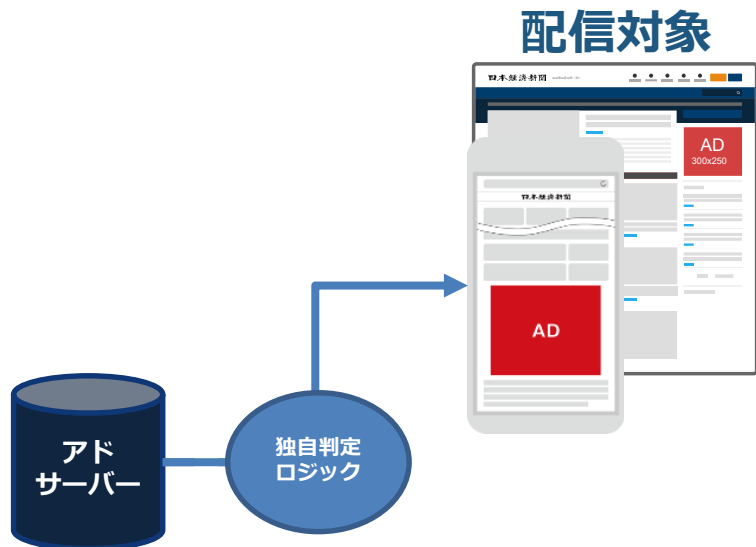 配信対象
日本経済新聞
AD
300x250
日本経済新聞
AD
アド
サーバー
独自判定
ロジック